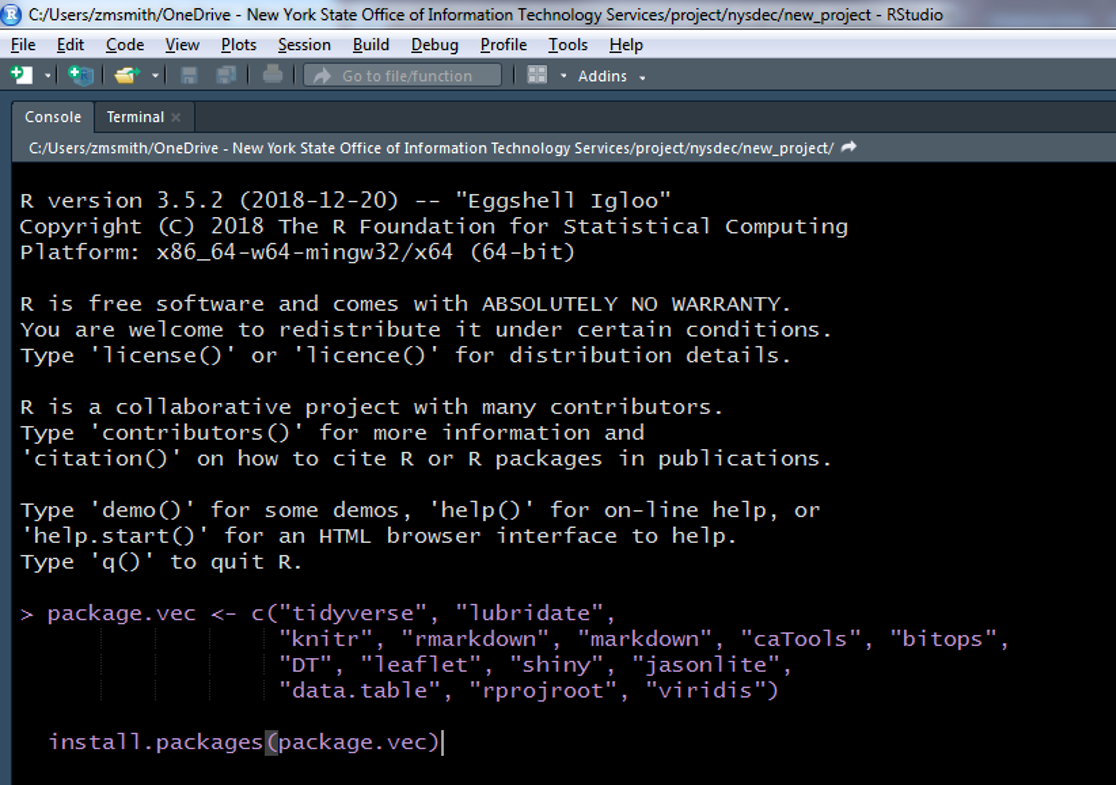 C:/Users/zmsmith/OneDrive - New York State Office of Information Technology Services/project/nysdec/new_project - RStudio
File Edit Code View Plots Session Build Debug Profile Tools Help
Go to file/function Addins
Console Terminal
C:/Users/zmsmith/OneDrive - New York State Office of Information Technology Services/project/nysdec/new_project/
R version 3.5.2 (2018-12-20) -- "Eggshell Igloo"
Copyright (C) 2018 The R Foundation for Statistical Computing
Platform: x86_64-w64-mingw32/x64 (64-bit)
R is free software and comes with ABSOLUTELY NO WARRANTY.
You are welcome to redistribute it under certain conditions.
Type 'license()' or 'licence()' for distribution details.
R is a collaborative project with many contributors.
Type 'contributors()' for more information and
'citation()' on how to cite R or R packages in publications.
Type 'demo()' for some demos, 'help()' for on-line help, or
'help.start()' for an HTML browser interface to help.
Type 'q()' to quit R.
> package.vec <- c("tidyverse", "lubridate",
"knitr", "rmarkdown", "markdown", "caTools", "bitops",
"DT", "leaflet", "shiny", "jasonlite",
"data.table", "rprojroot", "viridis")
install.packages(package.vec)